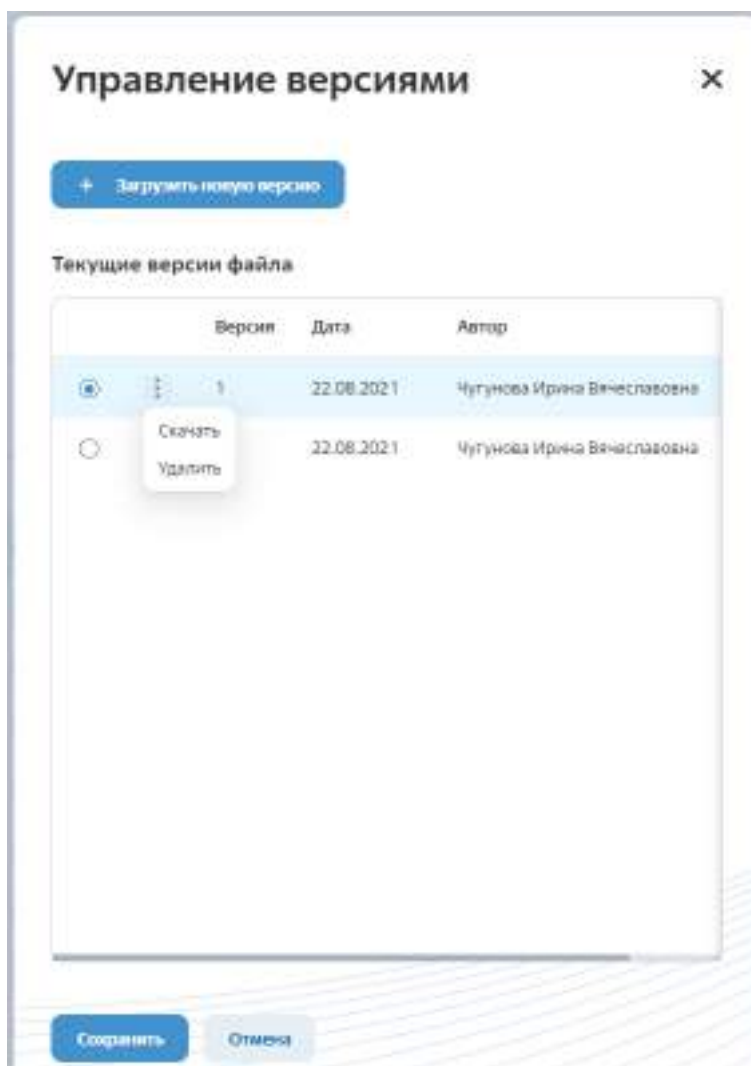 Управление версиями
+ Загрузить новую версию
Текущие версии файла
Версия Дата Автор
1 22.08.2021 Чугунова Ирина Вячеславовна
Скачать
22.08.2021 Чугунова Ирина Вячеславовна
Удалить
Сохранить Отмена